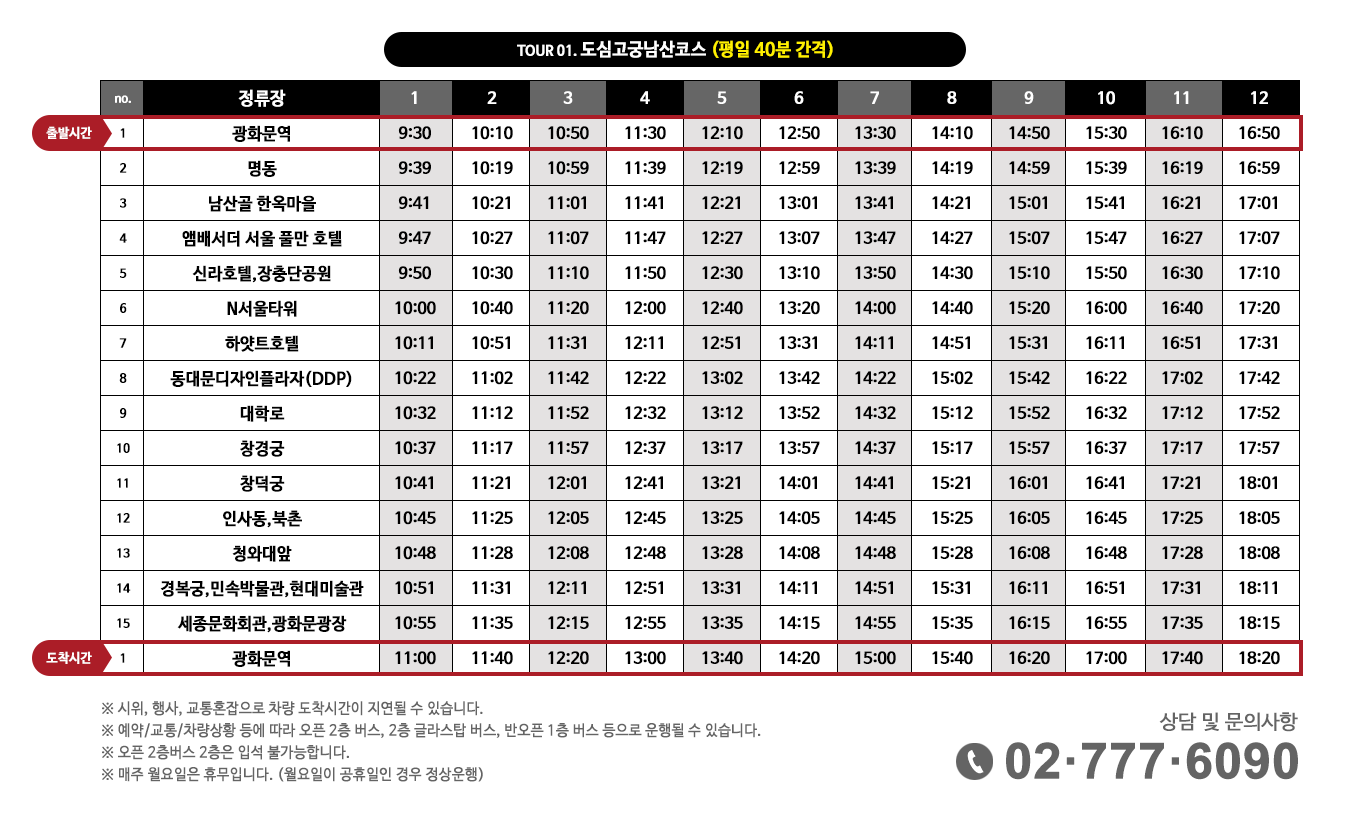 TOUR 01. 도심고궁남산코스 (평일 40분 간격)
no. 정류장 1 2 3 4 5 6 7 8 9 10 11 12
출발시간 1 광화문역 9:30 10:10 10:50 11:30 12:10 12:50 13:30 14:10 14:50 15:30 16:10 16:50
2 명동 9:39 10:19 10:59 11:39 12:19 12:59 13:39 14:19 14:59 15:39 16:19 16:59
3 남산골 한옥마을 9:41 10:21 11:01 11:41 12:21 13:01 13:41 14:21 15:01 15:41 16:21 17:01
4 앰배서더 서울 풀만 호텔 9:47 10:27 11:07 11:47 12:27 13:07 13:47 14:27 15:07 15:47 16:27 17:07
5 신라호텔,장충단공원 9:50 10:30 11:10 11:50 12:30 13:10 13:50 14:30 15:10 15:50 16:30 17:10
6 N서울타워 10:00 10:40 11:20 12:00 12:40 13:20 14:00 14:40 15:20 16:00 16:40 17:20
7 하얏트호텔 10:11 10:51 11:31 12:11 12:51 13:31 14:11 14:51 15:31 16:11 16:51 17:31
8 동대문디자인플라자(DDP) 10:22 11:02 11:42 12:22 13:02 13:42 14:22 15:02 15:42 16:22 17:02 17:42
9 대학로 10:32 11:12 11:52 12:32 13:12 13:52 14:32 15:12 15:52 16:32 17:12 17:52
10 창경궁 10:37 11:17 11:57 12:37 13:17 13:57 14:37 15:17 15:57 16:37 17:17 17:57
11 창덕궁 10:41 11:21 12:01 12:41 13:21 14:01 14:41 15:21 16:01 16:41 17:21 18:01
12 인사동,북촌 10:45 11:25 12:05 12:45 13:25 14:05 14:45 15:25 16:05 16:45 17:25 18:05
13 청와대앞 10:48 11:28 12:08 12:48 13:28 14:08 14:48 15:28 16:08 16:48 17:28 18:08
14 경복궁,민속박물관,현대미술관 10:51 11:31 12:11 12:51 13:31 14:11 14:51 15:31 16:11 16:51 17:31 18:11
15 세종문화회관,광화문광장 10:55 11:35 12:15 12:55 13:35 14:15 14:55 15:35 16:15 16:55 17:35 18:15
도착시간 1 광화문역 11:00 11:40 12:20 13:00 13:40 14:20 15:00 15:40 16:20 17:00 17:40 18:20
※ 시위, 행사, 교통혼잡으로 차량 도착시간이 지연될 수 있습니다.
※ 예약/교통/차량상황 등에 따라 오픈 2층 버스, 2층 글라스탑 버스, 반오픈 1층 버스 등으로 운행될 수 있습니다.
※ 오픈 2층버스 2층은 입석 불가능합니다.
※ 매주 월요일은 휴무입니다. (월요일이 공휴일인 경우 정상운행)
상담 및 문의사항
02·777·6090